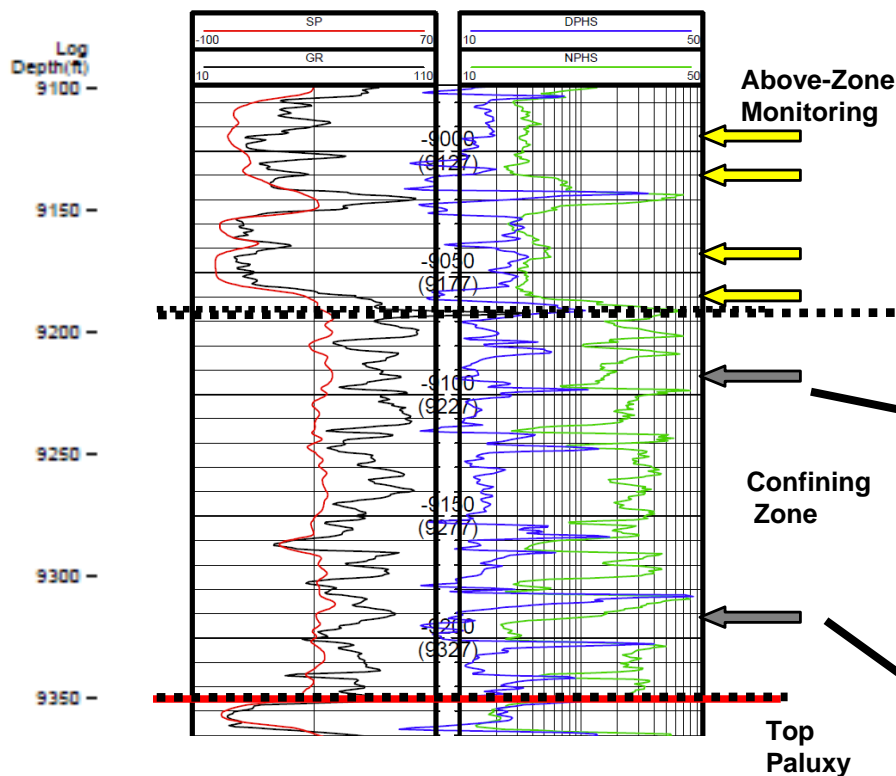 SP
-100 70
GR
10 110
DPHS
10 50
NPHS
10 50
Log
Depth(ft)
9100
9150
9200
9250
9300
9350
-9000
(9127)
-9050
(9177)
-9100
(9227)
-9150
(9277)
-9200
(9327)
Above-Zone
Monitoring
Confining
Zone
Top
Paluxy